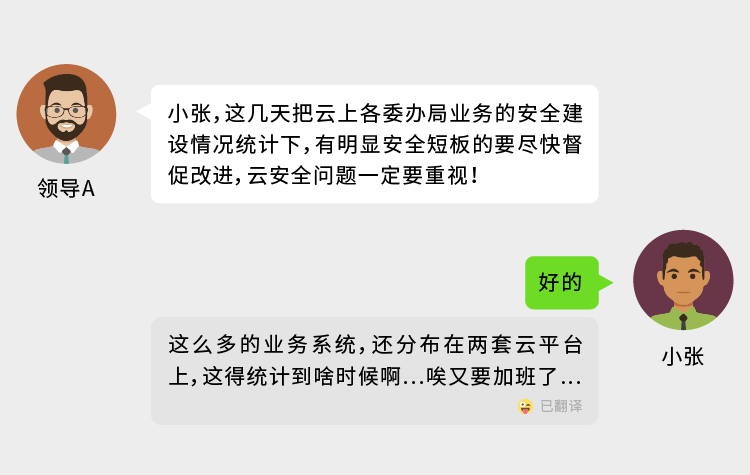 小张,这几天把云上各委办局业务的安全建
设情况统计下,有明显安全短板的要尽快督
促改进,云安全问题一定要重视!
领导A
好的
这么多的业务系统,还分布在两套云平台
上,这得统计到啥时候啊...唉又要加班了...
小张
已翻译